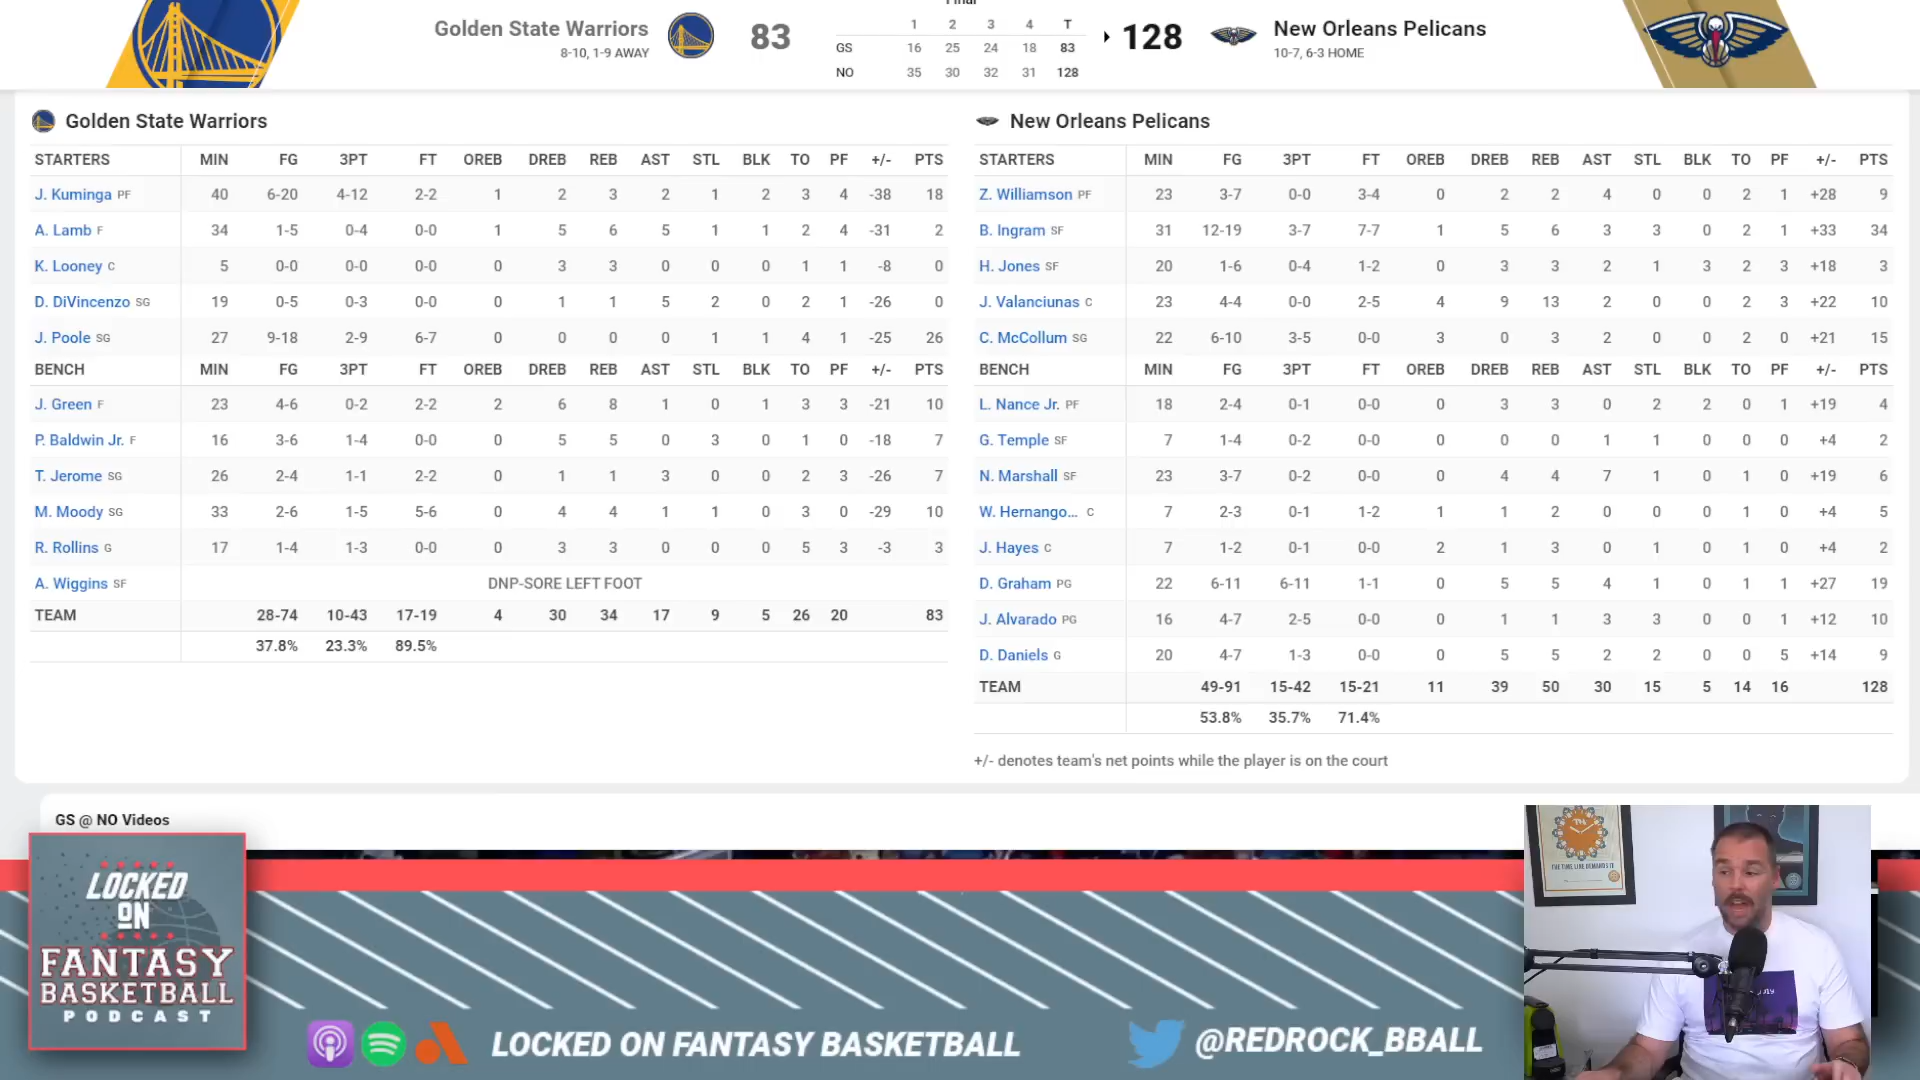 Golden State Warriors
8-10, 1-9 AWAY
83
1 2 3 4 T
GS 16 25 24 18 83
NO 35 30 32 31 128
128
New Orleans Pelicans
10-7, 6-3 HOME
Golden State Warriors
STARTERS MIN FG 3PT FT OREB DREB REB AST STL BLK TO PF +/- PTS
J. Kuminga PF 40 6-20 4-12 2-2 1 2 3 2 1 2 3 4 -38 18
A. Lamb F 34 1-5 0-4 0-0 1 5 6 5 1 1 2 4 -31 2
K. Looney C 5 0-0 0-0 0-0 0 3 3 0 0 0 1 1 -8 0
D. DiVincenzo SG 19 0-5 0-3 0-0 0 1 1 5 2 0 2 1 -26 0
J. Poole SG 27 9-18 2-9 6-7 0 0 0 0 1 1 4 1 -25 26
BENCH MIN FG 3PT FT OREB DREB REB AST STL BLK TO PF +/- PTS
J. Green F 23 4-6 0-2 2-2 2 6 8 1 0 1 3 3 -21 10
P. Baldwin Jr. F 16 3-6 1-4 0-0 0 5 5 0 3 0 1 0 -18 7
T. Jerome SG 26 2-4 1-1 2-2 0 1 1 3 0 0 2 3 -26 7
M. Moody SG 33 2-6 1-5 5-6 0 4 4 1 1 0 3 0 -29 10
R. Rollins G 17 1-4 1-3 0-0 0 3 3 0 0 0 5 3 -3 3
A. Wiggins SF DNP-SORE LEFT FOOT
TEAM 28-74 10-43 17-19 4 30 34 17 9 5 26 20 83
37.8% 23.3% 89.5%
New Orleans Pelicans
STARTERS MIN FG 3PT FT OREB DREB REB AST STL BLK TO PF +/- PTS
Z. Williamson PF 23 3-7 0-0 3-4 0 2 2 4 0 0 2 1 +28 9
B. Ingram SF 31 12-19 3-7 7-7 1 5 6 3 3 0 2 1 +33 34
H. Jones SF 20 1-6 0-4 1-2 0 3 3 2 1 3 2 3 +18 3
J. Valanciunas C 23 4-4 0-0 2-5 4 9 13 2 0 0 2 3 +22 10
C. McCollum SG 22 6-10 3-5 0-0 3 0 3 2 0 0 2 0 +21 15
BENCH MIN FG 3PT FT OREB DREB REB AST STL BLK TO PF +/- PTS
L. Nance Jr. PF 18 2-4 0-1 0-0 0 3 3 0 2 2 0 1 +19 4
G. Temple SF 7 1-4 0-2 0-0 0 0 0 1 1 0 0 0 +4 2
N. Marshall SF 23 3-7 0-2 0-0 0 4 4 7 1 0 1 0 +19 6
W. Hernango... C 7 2-3 0-1 1-2 1 1 2 0 0 0 1 0 +4 5
J. Hayes C 7 1-2 0-1 0-0 2 1 3 0 1 0 1 0 +4 2
D. Graham PG 22 6-11 6-11 1-1 0 5 5 4 1 0 1 1 +27 19
J. Alvarado PG 16 4-7 2-5 0-0 0 1 1 3 3 0 0 1 +12 10
D. Daniels G 20 4-7 1-3 0-0 0 5 5 2 2 0 0 5 +14 9
TEAM 49-91 15-42 15-21 11 39 50 30 15 5 14 16 128
53.8% 35.7% 71.4%
+/- denotes team's net points while the player is on the court
GS @ NO Videos
LOCKED
ON
FANTASY
BASKETBALL
PODCAST
LOCKED ON FANTASY BASKETBALL
@REDROCK_BBALL